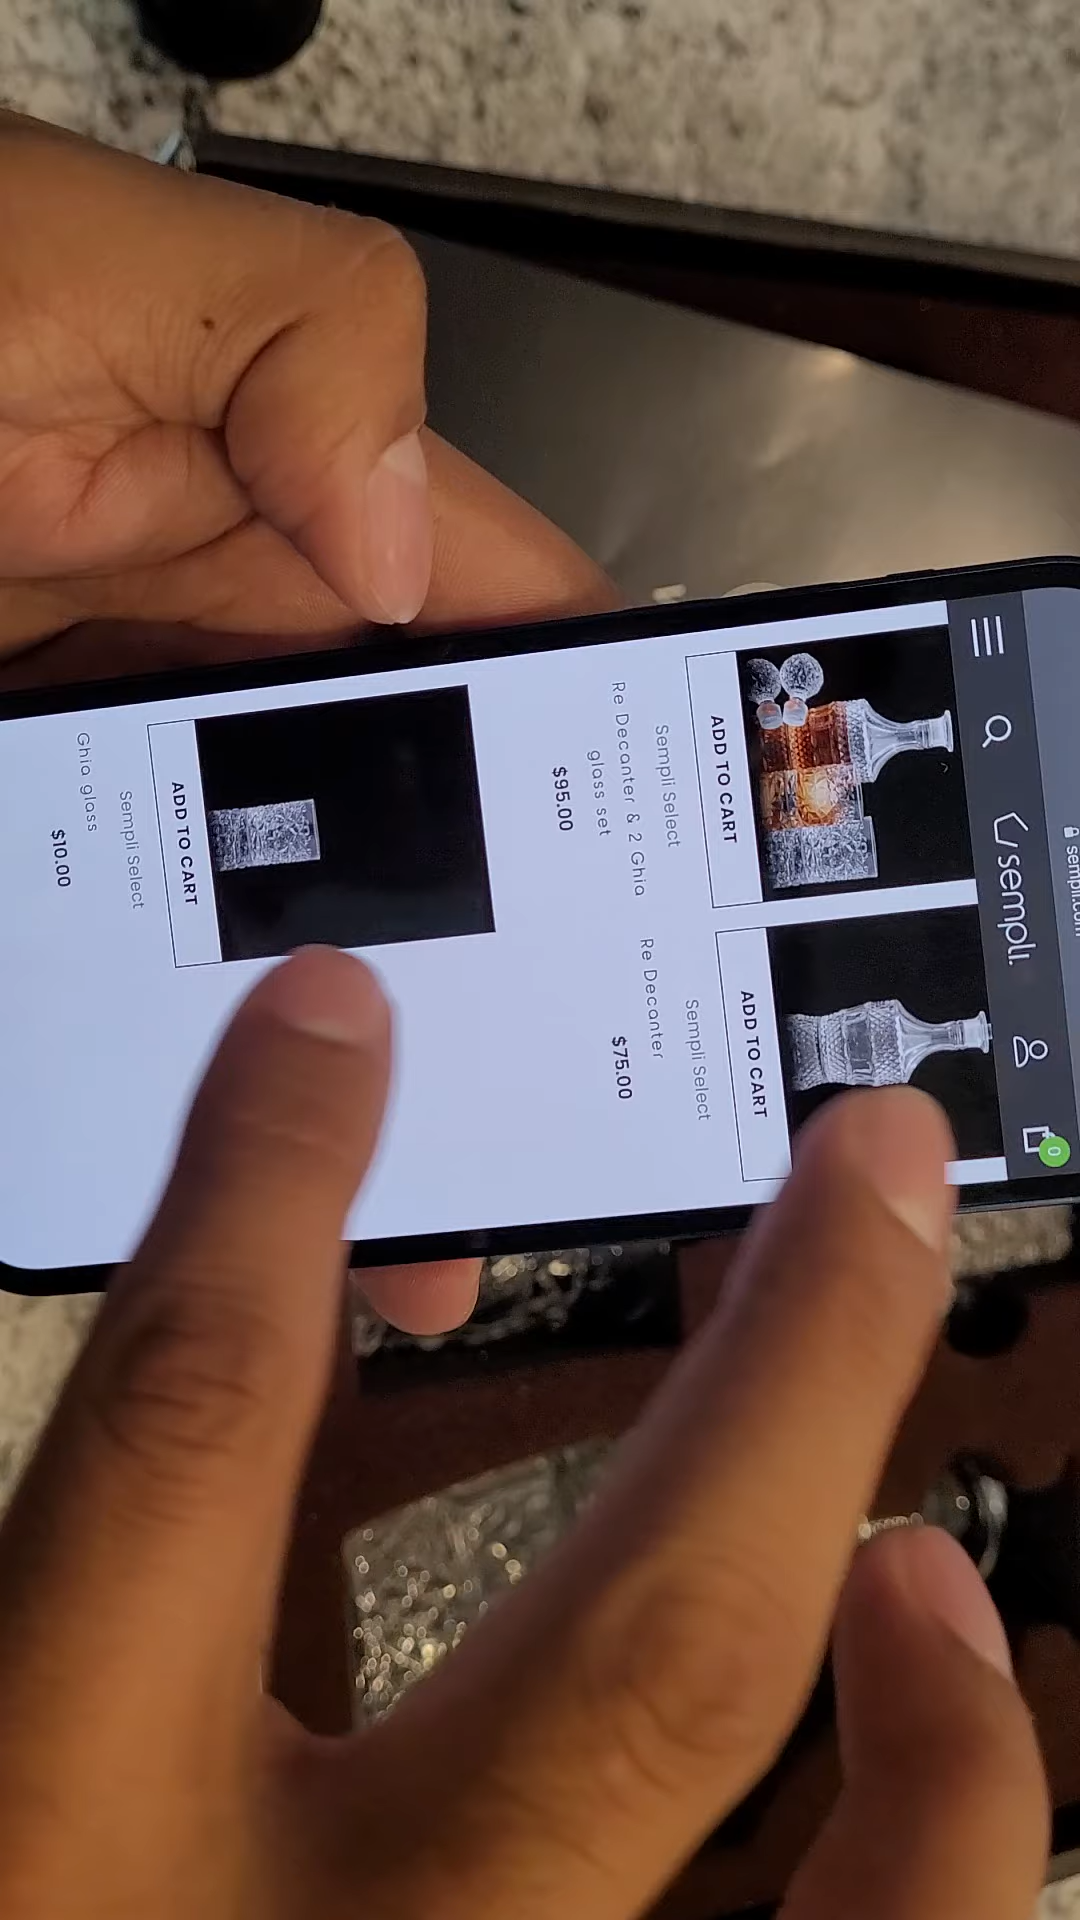 sempli.com
sempli.
0
ADD TO CART
Sempli Select
Re Decanter & 2 Ghia
glass set
$95.00
ADD TO CART
Sempli Select
Re Decanter
$75.00
ADD TO CART
Sempli Select
Ghia glass
$10.00